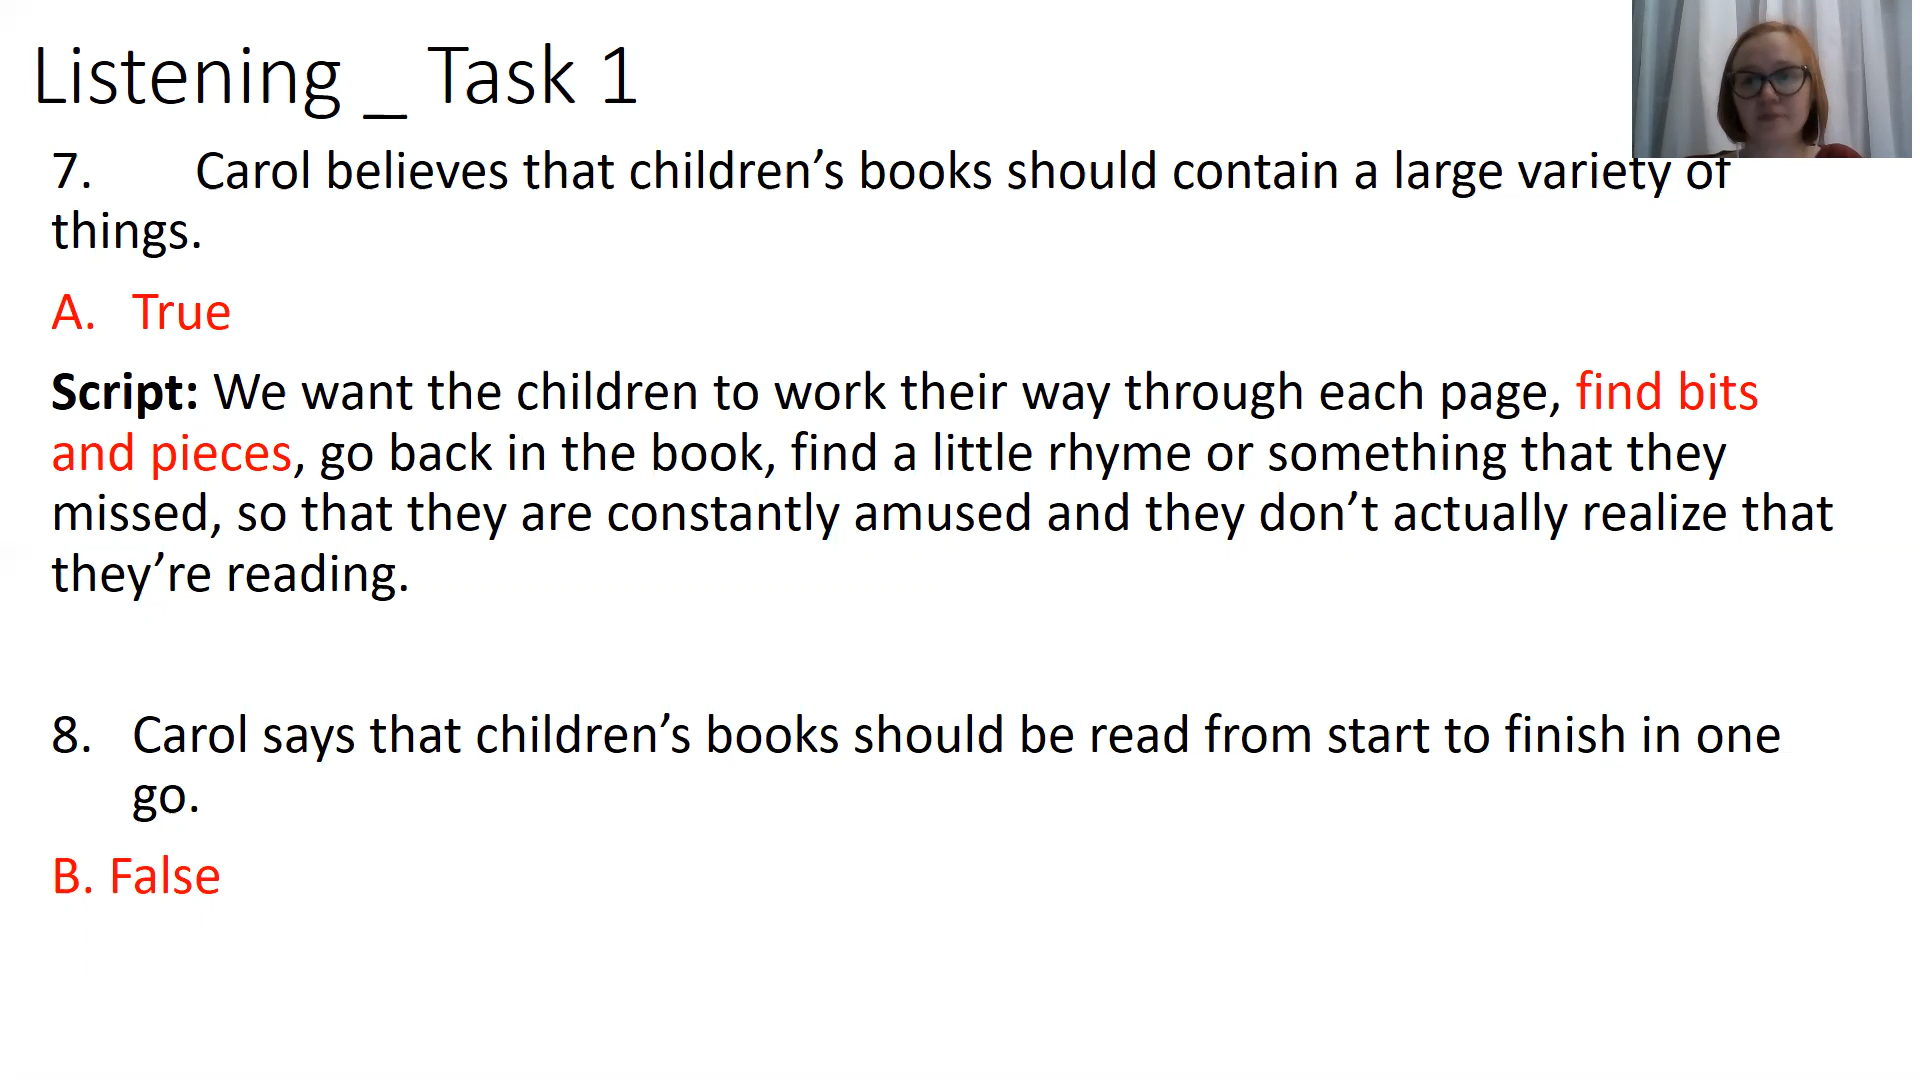 Listening _ Task 1
7. Carol believes that children’s books should contain a large variety of
things.
A. True
Script: We want the children to work their way through each page, find bits
and pieces, go back in the book, find a little rhyme or something that they
missed, so that they are constantly amused and they don’t actually realize that
they’re reading.
8. Carol says that children’s books should be read from start to finish in one
go.
B. False